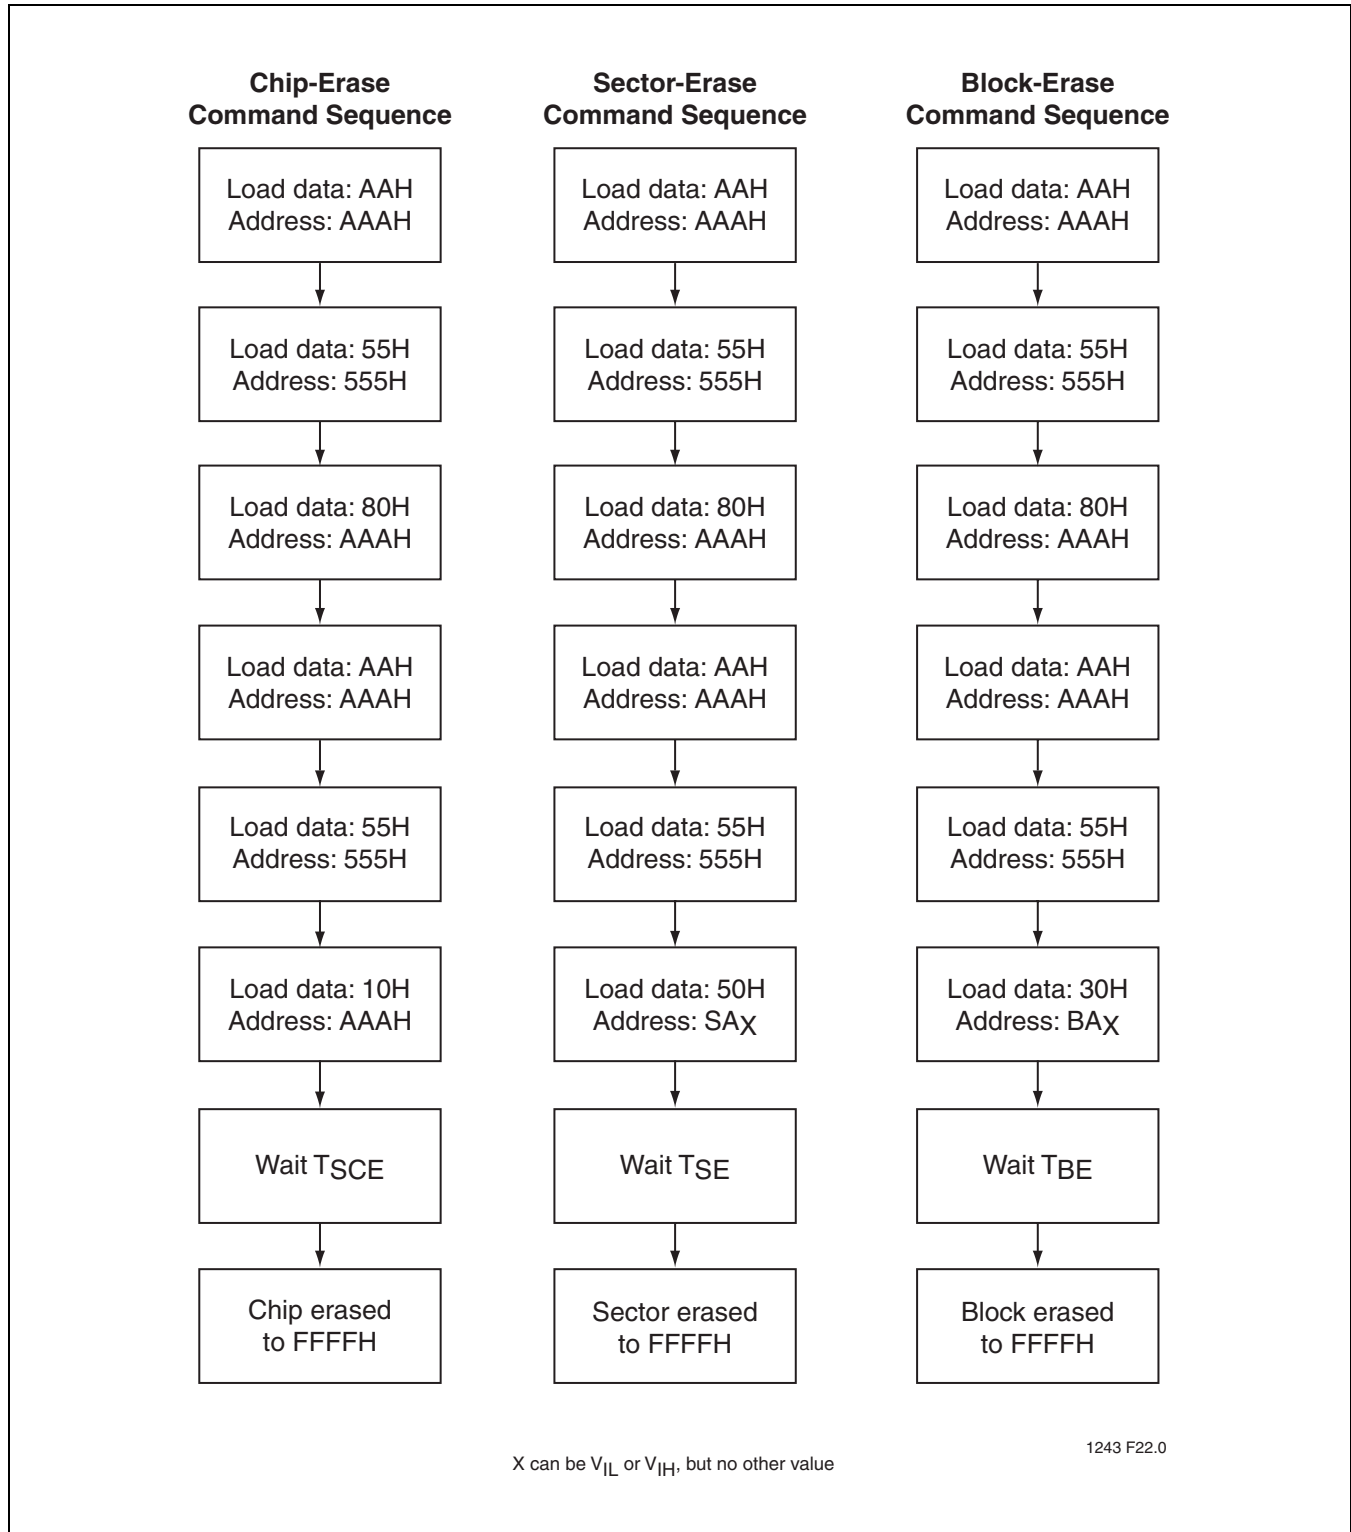 Chip-Erase
Command Sequence
Load data: AAH
Address: AAAH
Load data: 55H
Address: 555H
Load data: 80H
Address: AAAH
Load data: AAH
Address: AAAH
Load data: 55H
Address: 555H
Load data: 10H
Address: AAAH
Wait TSCE
Chip erased
to FFFFH
Sector-Erase
Command Sequence
Load data: AAH
Address: AAAH
Load data: 55H
Address: 555H
Load data: 80H
Address: AAAH
Load data: AAH
Address: AAAH
Load data: 55H
Address: 555H
Load data: 50H
Address: SAX
Wait TSE
Sector erased
to FFFFH
Block-Erase
Command Sequence
Load data: AAH
Address: AAAH
Load data: 55H
Address: 555H
Load data: 80H
Address: AAAH
Load data: AAH
Address: AAAH
Load data: 55H
Address: 555H
Load data: 30H
Address: BAX
Wait TBE
Block erased
to FFFFH
1243 F22.0
X can be VIL or VIH, but no other value